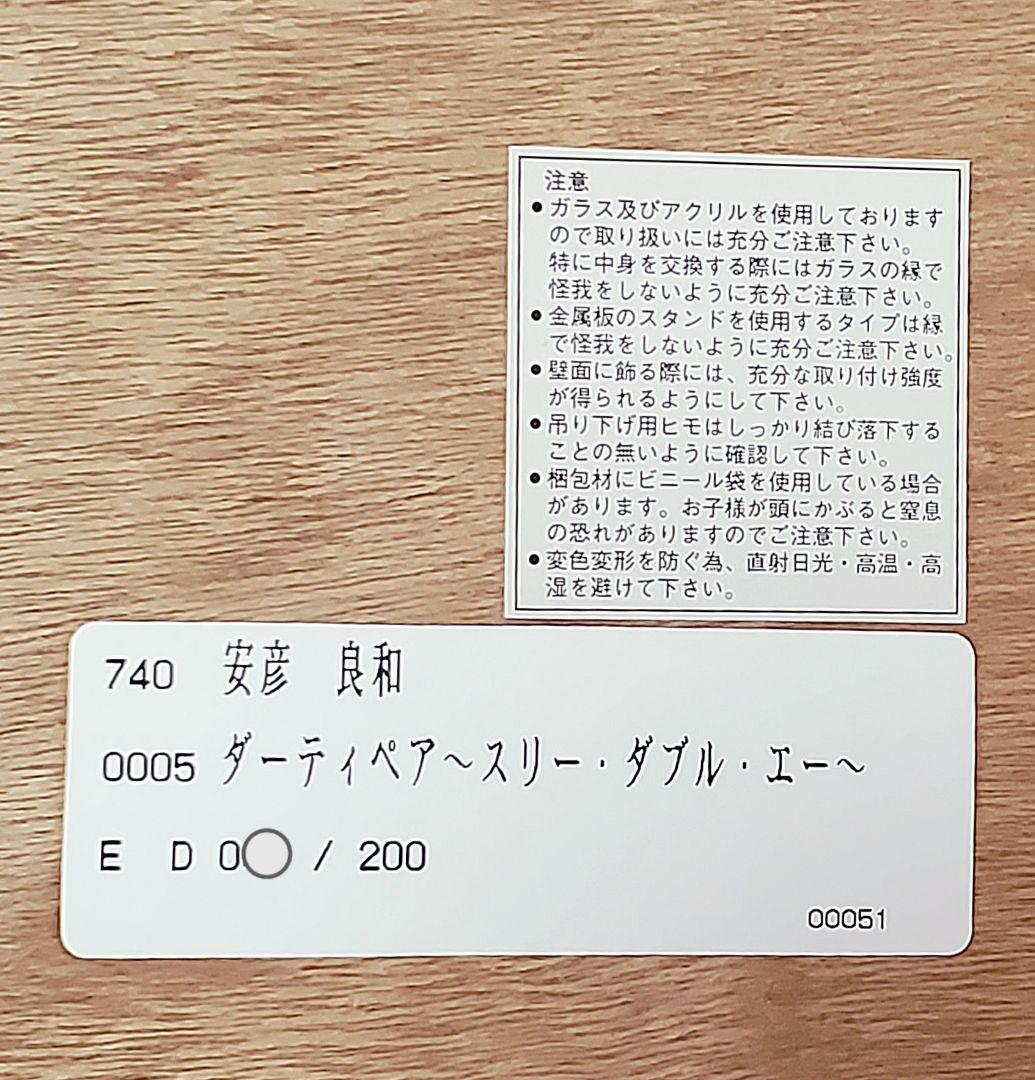 注意
●ガラス及びアクリルを使用しております
ので取り扱いには充分ご注意下さい。
特に中身を交換する際にはガラスの縁で
怪我をしないように充分ご注意下さい。
●金属板のスタンドを使用するタイプは縁
で怪我をしないように充分ご注意下さい。
●壁面に飾る際には、充分な取り付け強度
が得られるようにして下さい。
●吊り下げ用ヒモはしっかり結び落下する
ことの無いように確認して下さい。
●梱包材にビニール袋を使用している場合
があります。お子様が頭にかぶると窒息
の恐れがありますのでご注意下さい。
●変色変形を防ぐ為、直射日光・高温・高
湿を避けて下さい。
740 安彦 良和
0005 ダーティペア～スリー・ダブル・エー～
E D 0 / 200
00051